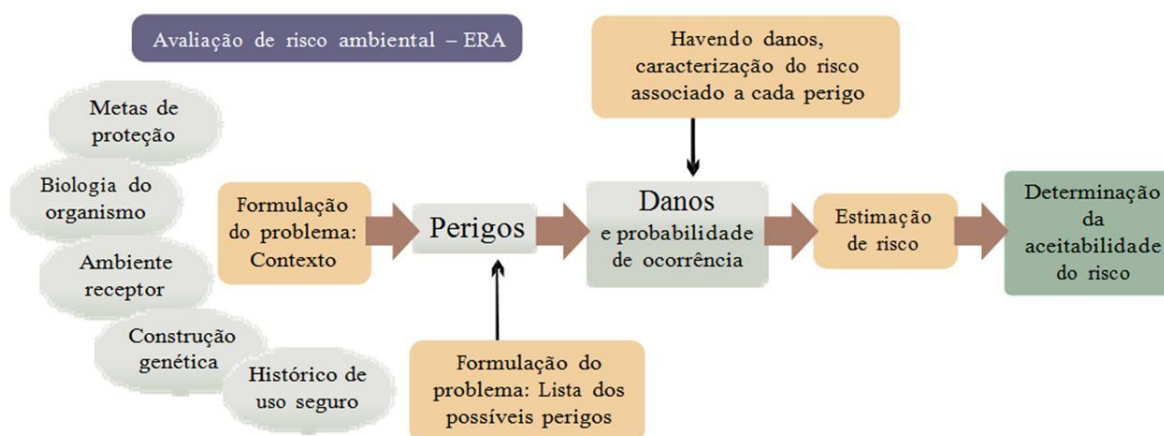 Avaliação de risco ambiental – ERA
Havendo danos,
caracterização do risco
associado a cada perigo
Metas de
proteção
Biologia do
organismo
Ambiente
receptor
Construção
genética
Histórico de
uso seguro
Formulação
do problema:
Contexto
Perigos
Danos
e probabilidade
de ocorrência
Estimação
de risco
Determinação
da
aceitabilidade
do risco
Formulação do
problema: Lista dos
possíveis perigos